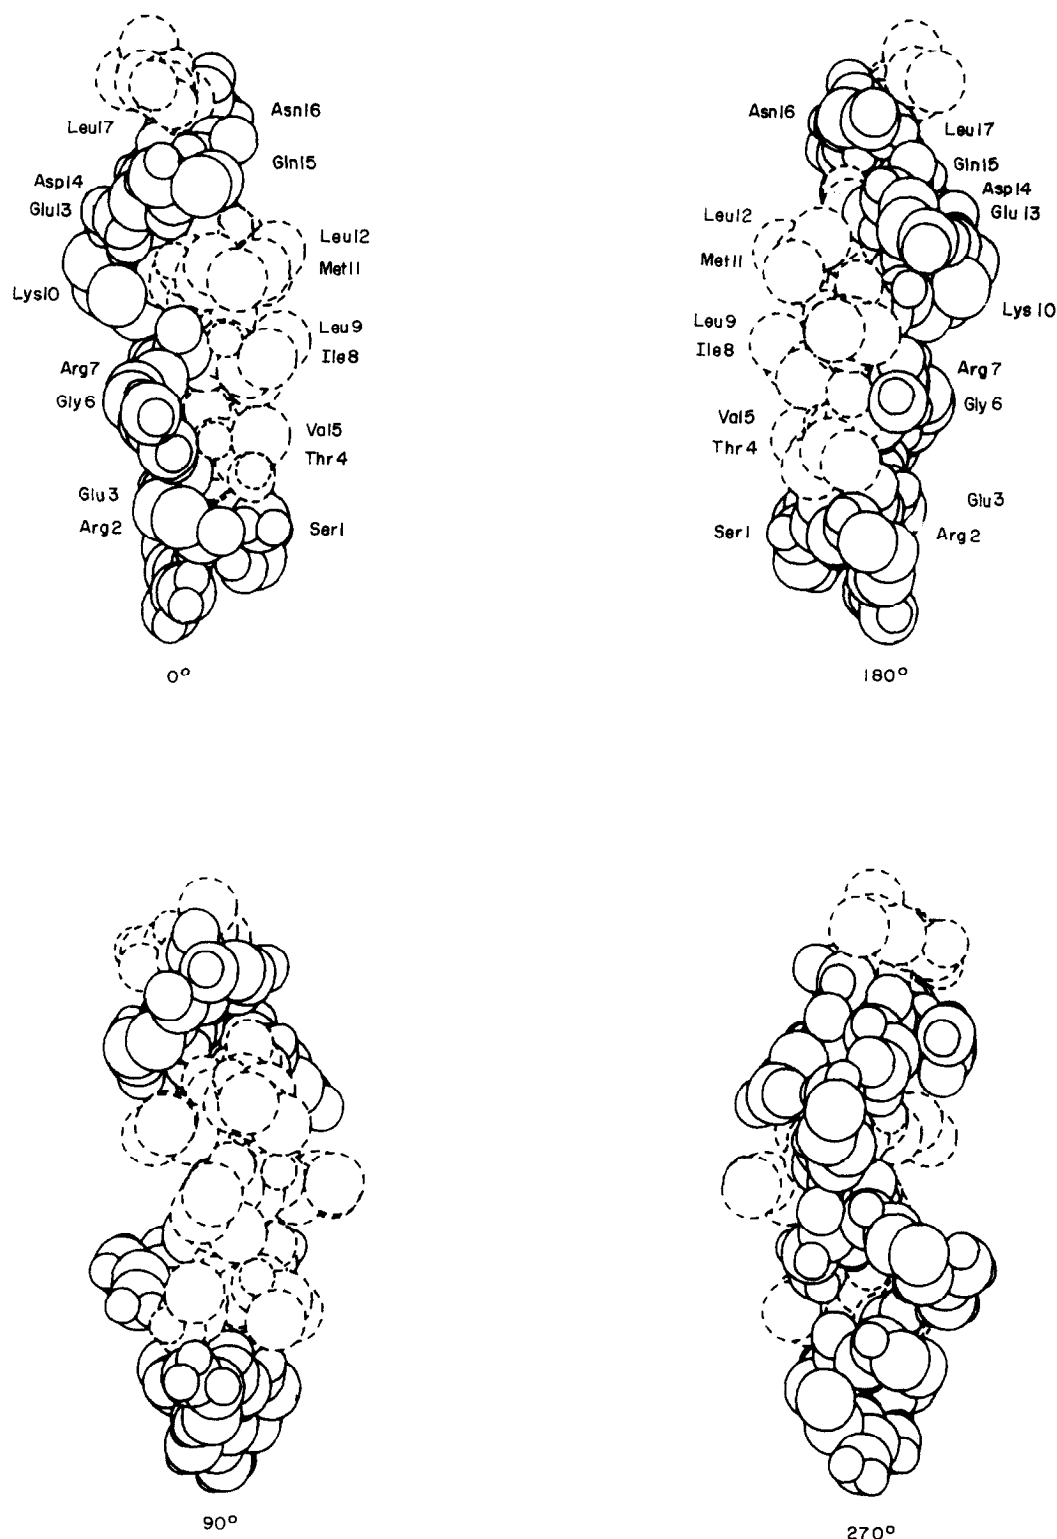 Asn16
Leu17
Gln15
Asp14
Glu13
Leu12
Met11
Lys10
Leu9
Ile8
Arg7
Gly6
Val5
Thr4
Glu3
Arg2
Ser1
0°
Asn16
Leu17
Gln15
Asp14
Glu13
Leu12
Met11
Lys10
Leu9
Ile8
Arg7
Gly6
Val5
Thr4
Glu3
Ser1
Arg2
180°
90°
270°